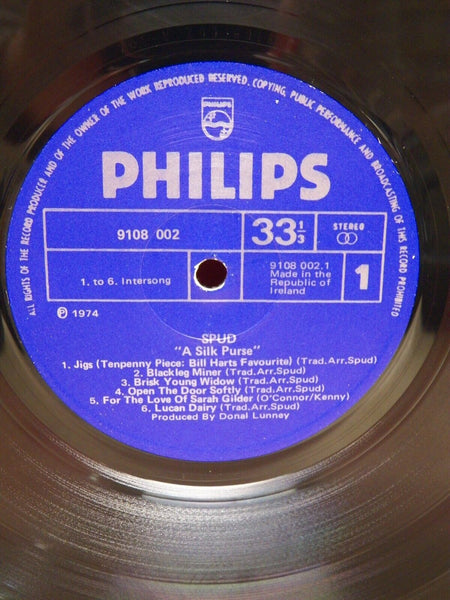 ALL RIGHTS OF THE RECORD PRODUCER AND OF THE OWNER OF THE WORK REPRODUCED RESERVED. COPYING, PUBLIC PERFORMANCE AND BROADCASTING OF THIS RECORD PROHIBITED
PHILIPS
PHILIPS
9108 002
33 1/3
STEREO
1. to 6. Intersong
9108 002.1
Made in the
Republic of
Ireland
1
Ⓟ 1974
SPUD
"A Silk Purse"
1. Jigs (Tenpenny Piece: Bill Harts Favourite) (Trad.Arr.Spud)
2. Blackleg Miner (Trad.Arr.Spud)
3. Brisk Young Widow (Trad.Arr.Spud)
4. Open The Door Softly (Trad.Arr.Spud)
5. For The Love Of Sarah Gilder (O'Connor/Kenny)
6. Lucan Dairy (Trad.Arr.Spud)
Produced By Donal Lunney